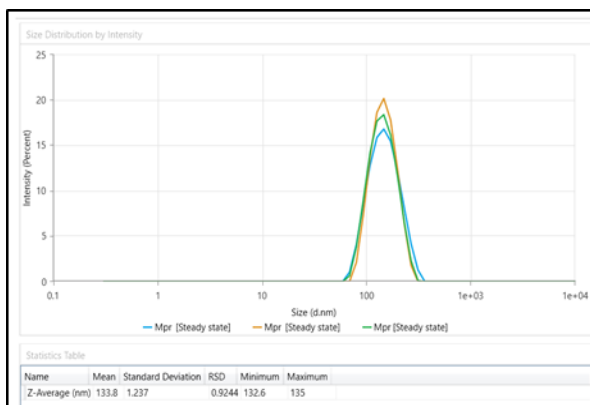 Size Distribution by Intensity
25
20
15
10
5
0
Intensity (Percent)
0.1 1 10 100 1e+03 1e+04
Size (d.nm)
Mpr [Steady state] Mpr [Steady state] Mpr [Steady state]
Statistics Table
Name Mean Standard Deviation RSD Minimum Maximum
Z-Average (nm) 133.8 1.237 0.9244 132.6 135